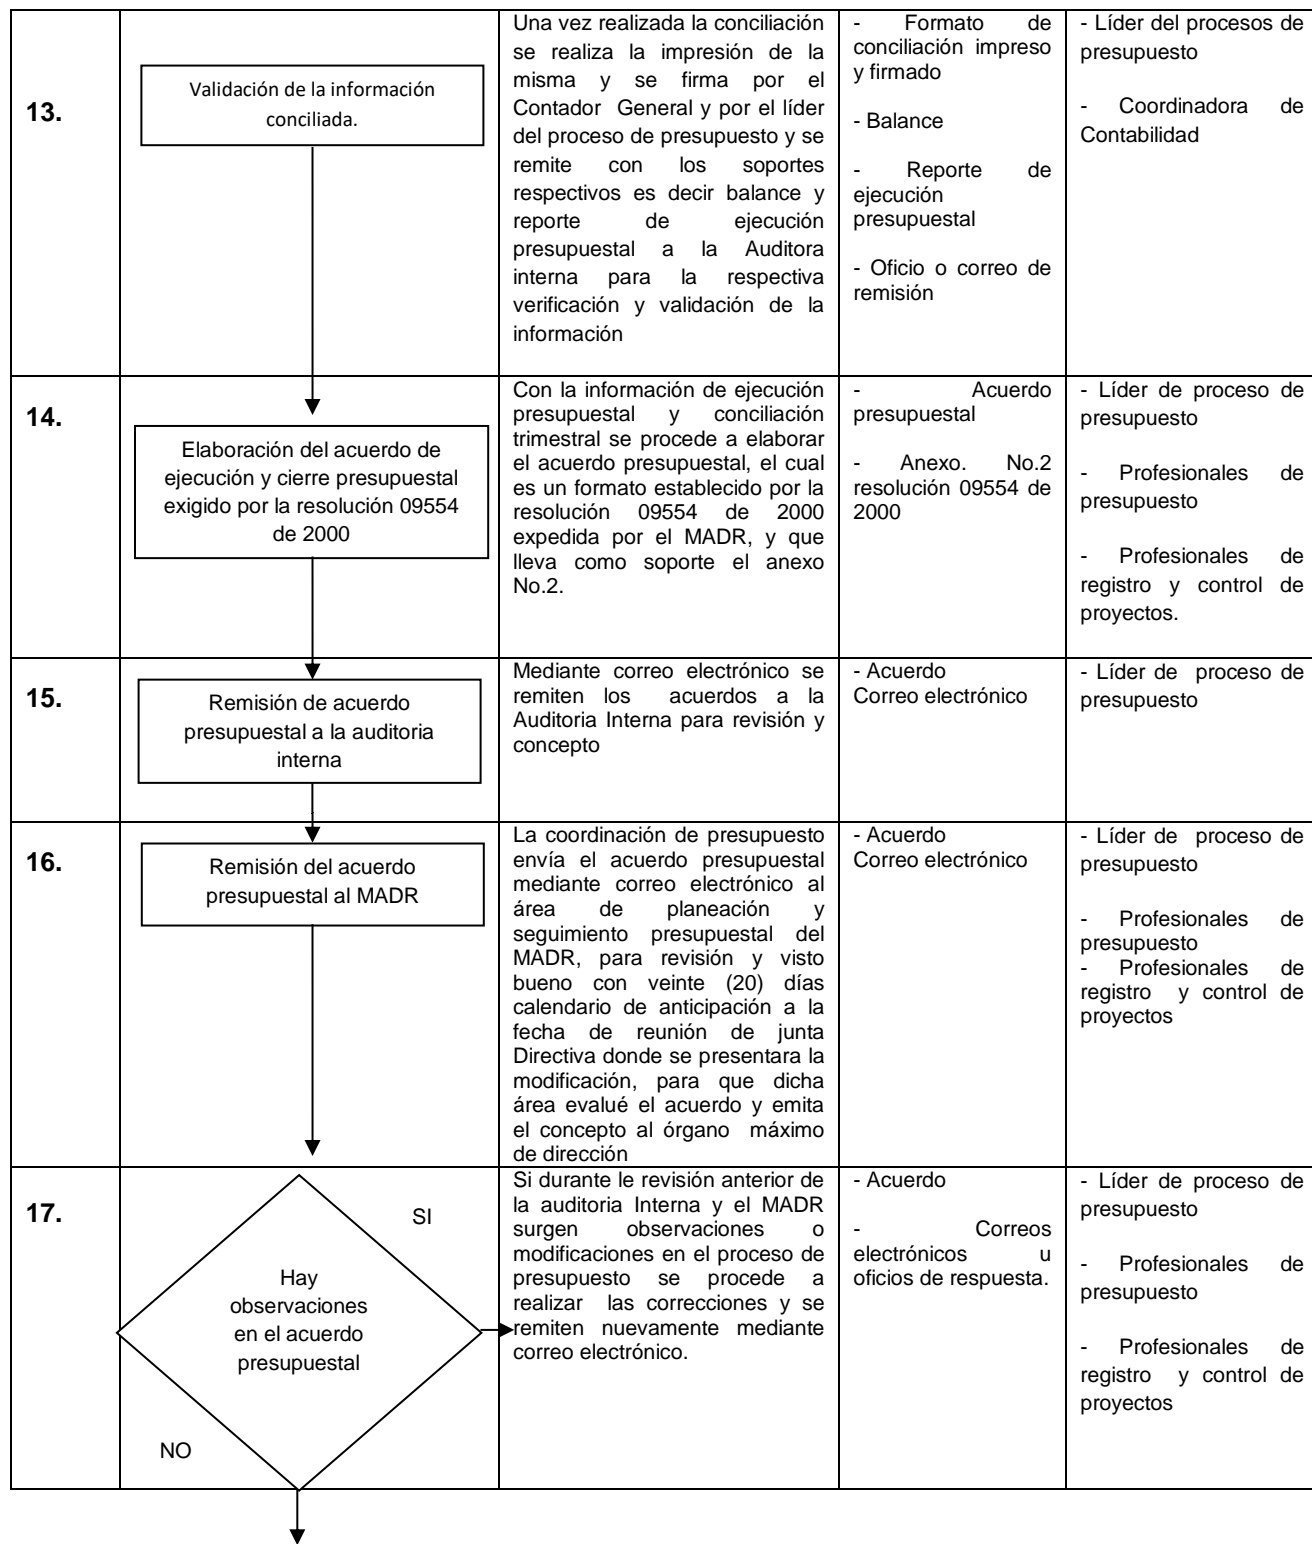 13.
Validación de la información
conciliada.
Una vez realizada la conciliación
se realiza la impresión de la
misma y se firma por el
Contador General y por el líder
del proceso de presupuesto y se
remite con los soportes
respectivos es decir balance y
reporte de ejecución
presupuestal a la Auditora
interna para la respectiva
verificación y validación de la
información
- Formato de
conciliación impreso
y firmado
- Balance
- Reporte de
ejecución
presupuestal
- Oficio o correo de
remisión
- Líder del procesos de
presupuesto
- Coordinadora de
Contabilidad
14.
Elaboración del acuerdo de
ejecución y cierre presupuestal
exigido por la resolución 09554
de 2000
Con la información de ejecución
presupuestal y conciliación
trimestral se procede a elaborar
el acuerdo presupuestal, el cual
es un formato establecido por la
resolución 09554 de 2000
expedida por el MADR, y que
lleva como soporte el anexo
No.2.
- Acuerdo
presupuestal
- Anexo. No.2
resolución 09554 de
2000
- Líder de proceso de
presupuesto
- Profesionales de
presupuesto
- Profesionales de
registro y control de
proyectos.
15.
Remisión de acuerdo
presupuestal a la auditoria
interna
Mediante correo electrónico se
remiten los acuerdos a la
Auditoria Interna para revisión y
concepto
- Acuerdo
Correo electrónico
- Líder de proceso de
presupuesto
16.
Remisión del acuerdo
presupuestal al MADR
La coordinación de presupuesto
envía el acuerdo presupuestal
mediante correo electrónico al
área de planeación y
seguimiento presupuestal del
MADR, para revisión y visto
bueno con veinte (20) días
calendario de anticipación a la
fecha de reunión de junta
Directiva donde se presentara la
modificación, para que dicha
área evalué el acuerdo y emita
el concepto al órgano máximo
de dirección
- Acuerdo
Correo electrónico
- Líder de proceso de
presupuesto
- Profesionales de
presupuesto
- Profesionales de
registro y control de
proyectos
17.
SI
Hay
observaciones
en el acuerdo
presupuestal
NO
Si durante le revisión anterior de
la auditoria Interna y el MADR
surgen observaciones o
modificaciones en el proceso de
presupuesto se procede a
realizar las correcciones y se
remiten nuevamente mediante
correo electrónico.
- Acuerdo
- Correos
electrónicos u
oficios de respuesta.
- Líder de proceso de
presupuesto
- Profesionales de
presupuesto
- Profesionales de
registro y control de
proyectos